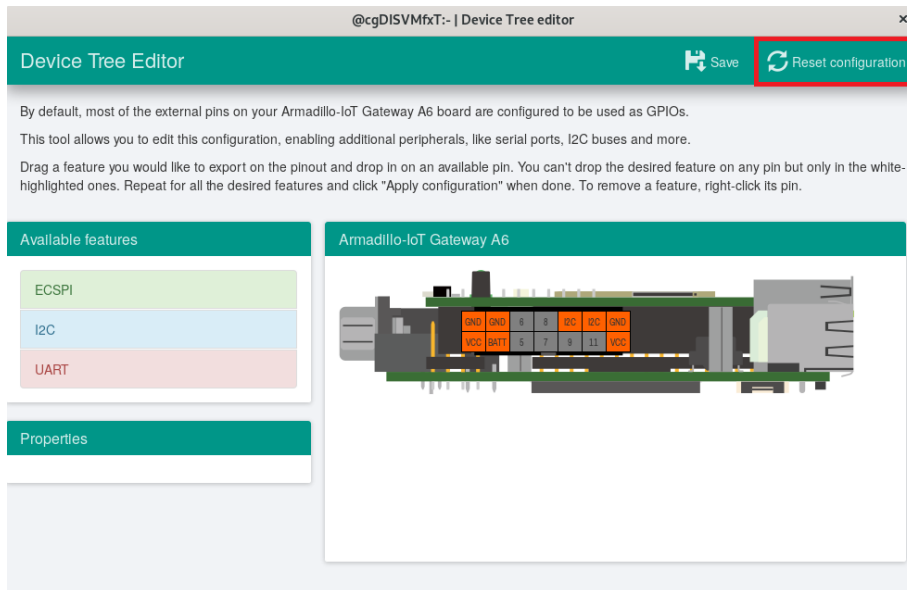 @cgDISVMfxT:- | Device Tree editor ×
Device Tree Editor
Save
Reset configuration
By default, most of the external pins on your Armadillo-IoT Gateway A6 board are configured to be used as GPIOs.
This tool allows you to edit this configuration, enabling additional peripherals, like serial ports, I2C buses and more.
Drag a feature you would like to export on the pinout and drop in on an available pin. You can't drop the desired feature on any pin but only in the white-
highlighted ones. Repeat for all the desired features and click "Apply configuration" when done. To remove a feature, right-click its pin.
Available features
ECSPI
I2C
UART
Properties
Armadillo-IoT Gateway A6
GND GND 6 8 I2C I2C GND
VCC BATT 5 7 9 11 VCC